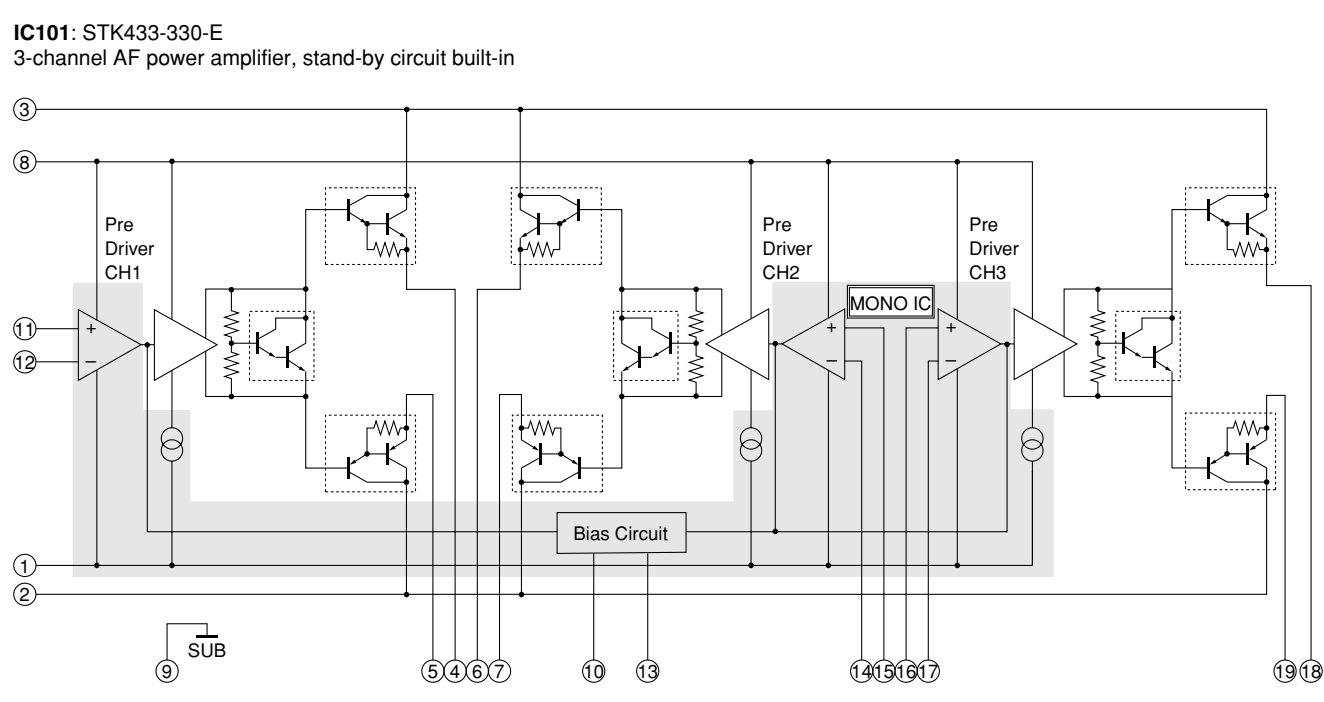 IC101: STK433-330-E
3-channel AF power amplifier, stand-by circuit built-in
3
8
Pre
Driver
CH1
Pre
Driver
CH2
Pre
Driver
CH3
MONO IC
11
+
12
−
+
−
+
−
Bias Circuit
1
2
SUB
9
5
4
6
7
10
13
14
15
16
17
19
18